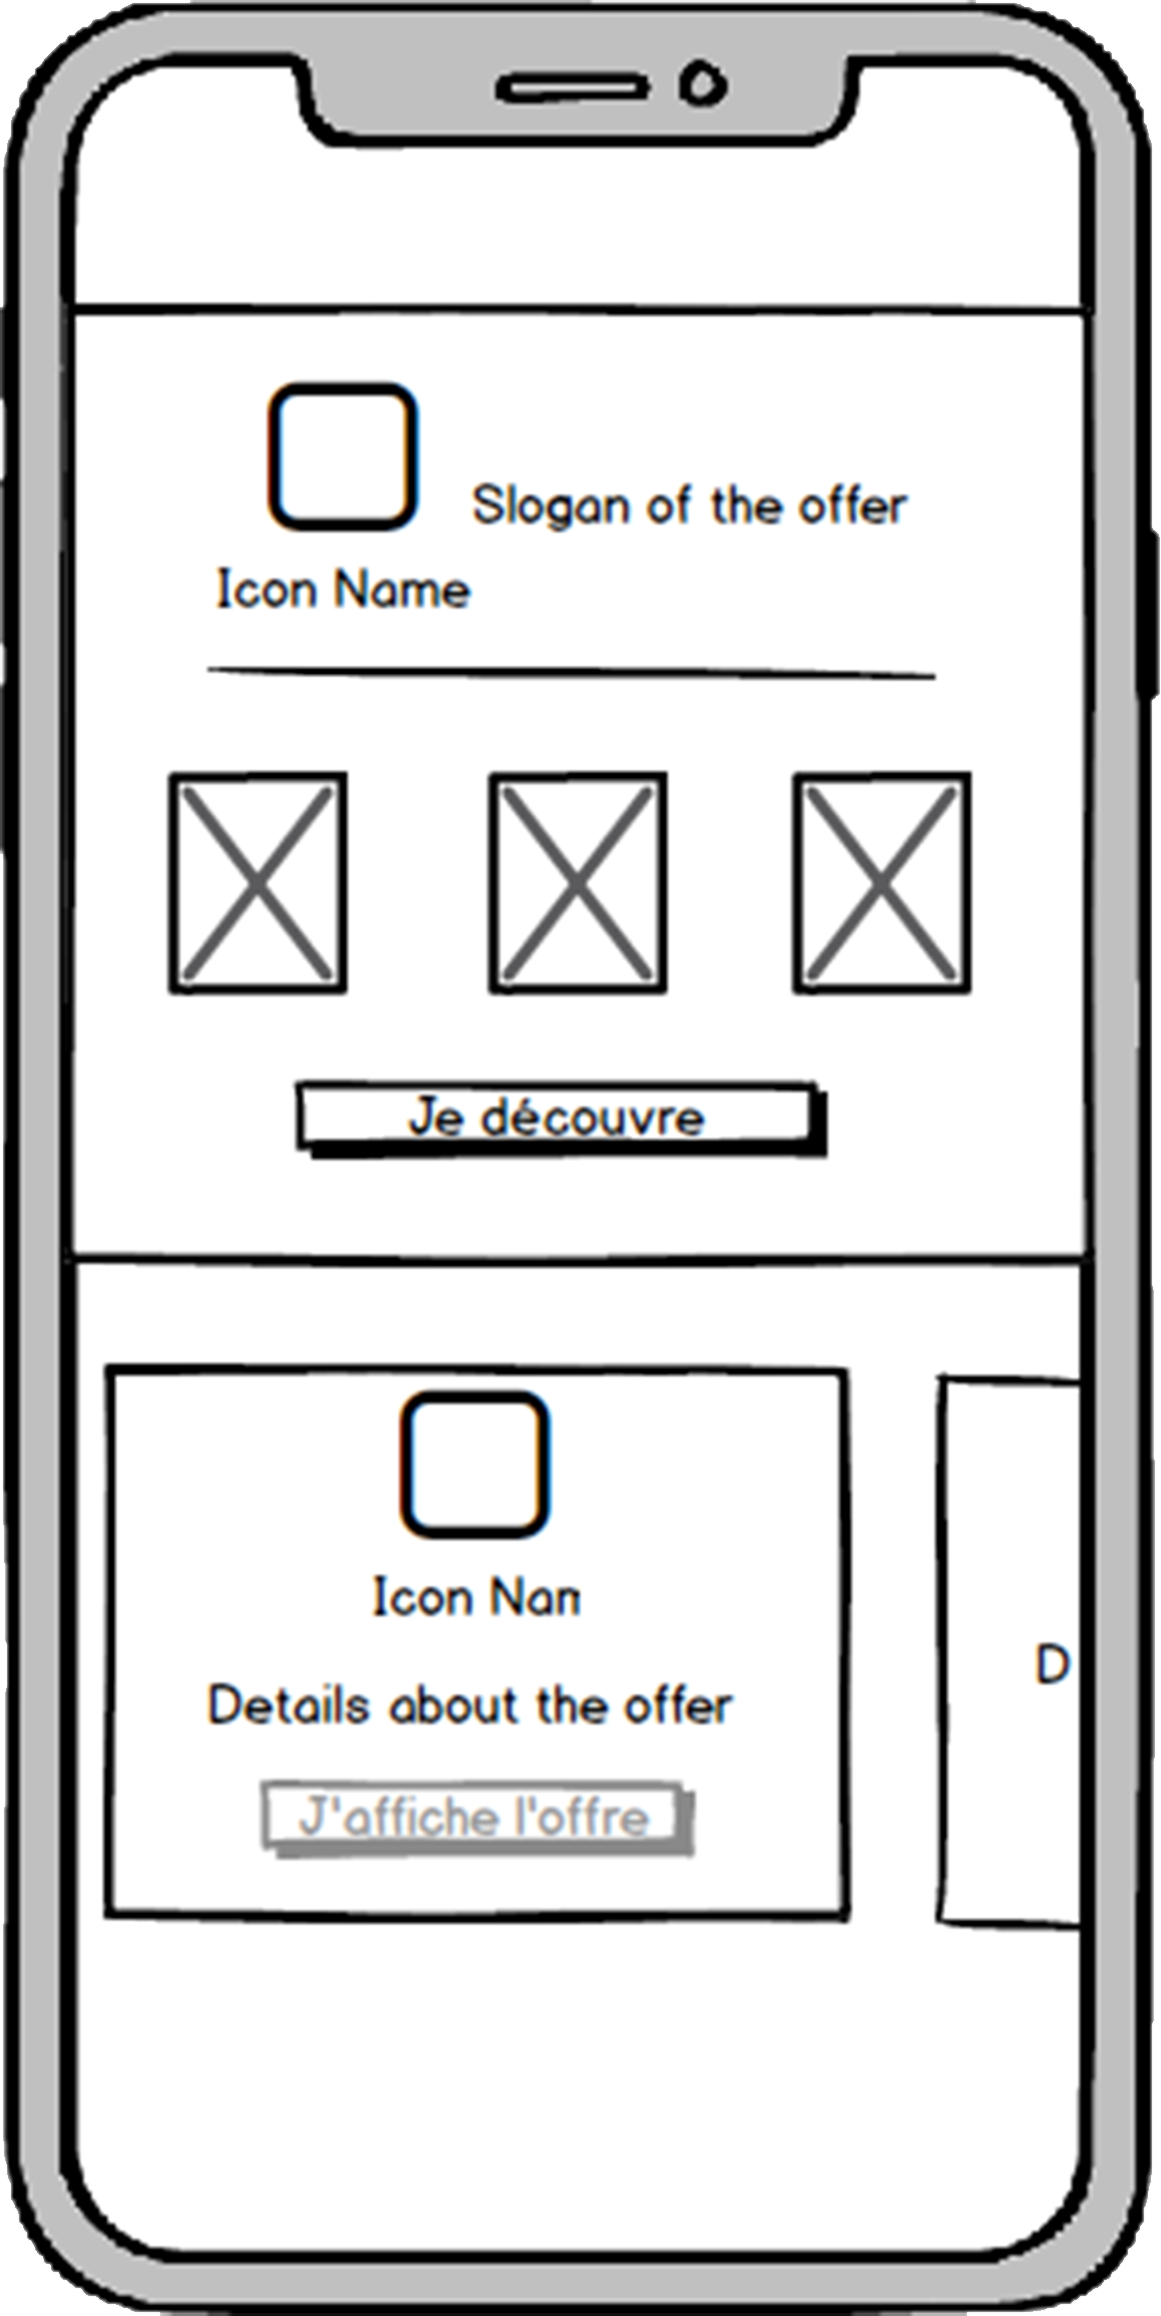 Slogan of the offer
Icon Name
Je découvre
Icon Nan
Details about the offer
D
J'affiche l'offre